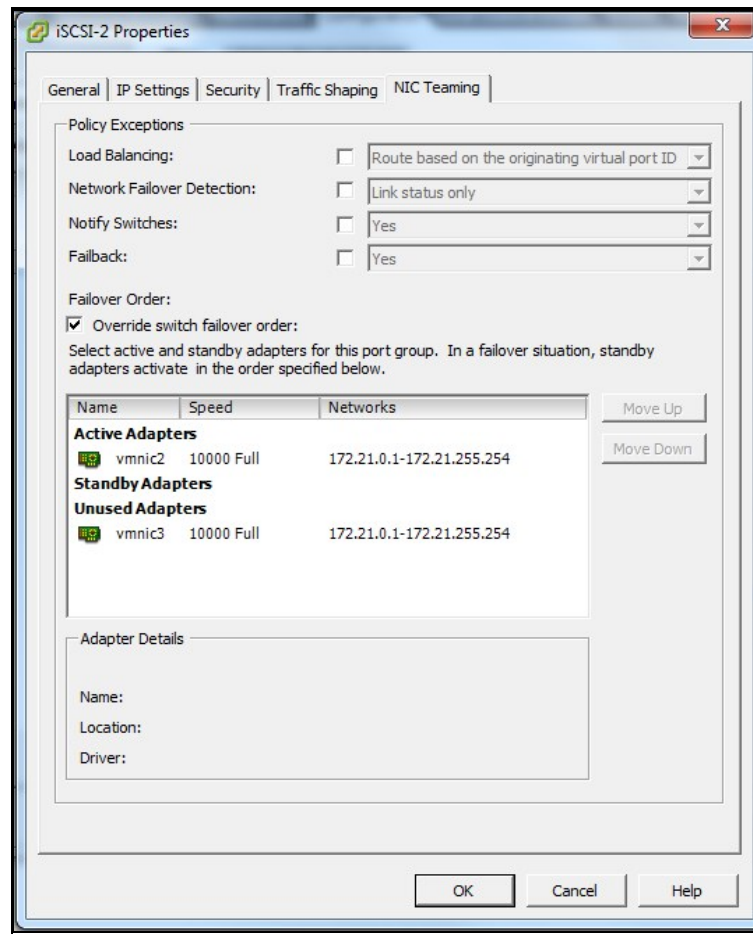 iSCSI-2 Properties
General IP Settings Security Traffic Shaping NIC Teaming
Policy Exceptions
Load Balancing: Route based on the originating virtual port ID
Network Failover Detection: Link status only
Notify Switches: Yes
Failback: Yes
Failover Order:
Override switch failover order:
Select active and standby adapters for this port group. In a failover situation, standby
adapters activate in the order specified below.
Name Speed Networks Move Up
Active Adapters
vmnic2 10000 Full 172.21.0.1-172.21.255.254 Move Down
Standby Adapters
Unused Adapters
vmnic3 10000 Full 172.21.0.1-172.21.255.254
Adapter Details
Name:
Location:
Driver:
OK Cancel Help